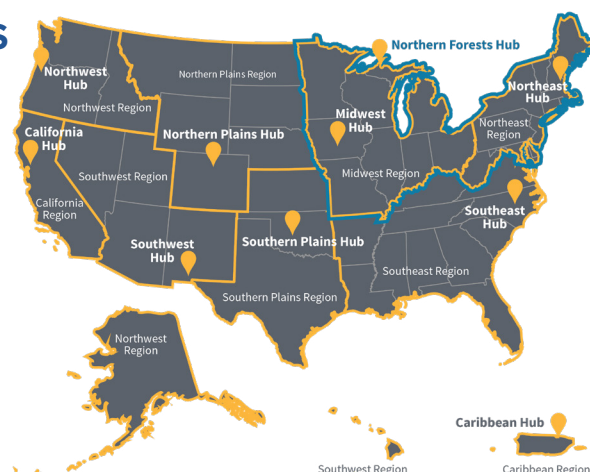 s
Northern Forests Hub
Northwest
Hub
Northern Plains Region
Northeast
Hub
Northwest Region
Midwest
Hub
Northeast
Region
California
Hub
Northern Plains Hub
Southwest Region
Midwest Region
California
Region
Southeast
Hub
Southwest
Hub
Southern Plains Hub
Southeast Region
Southern Plains Region
Northwest
Region
Caribbean Hub
Southwest Region
Caribbean Region